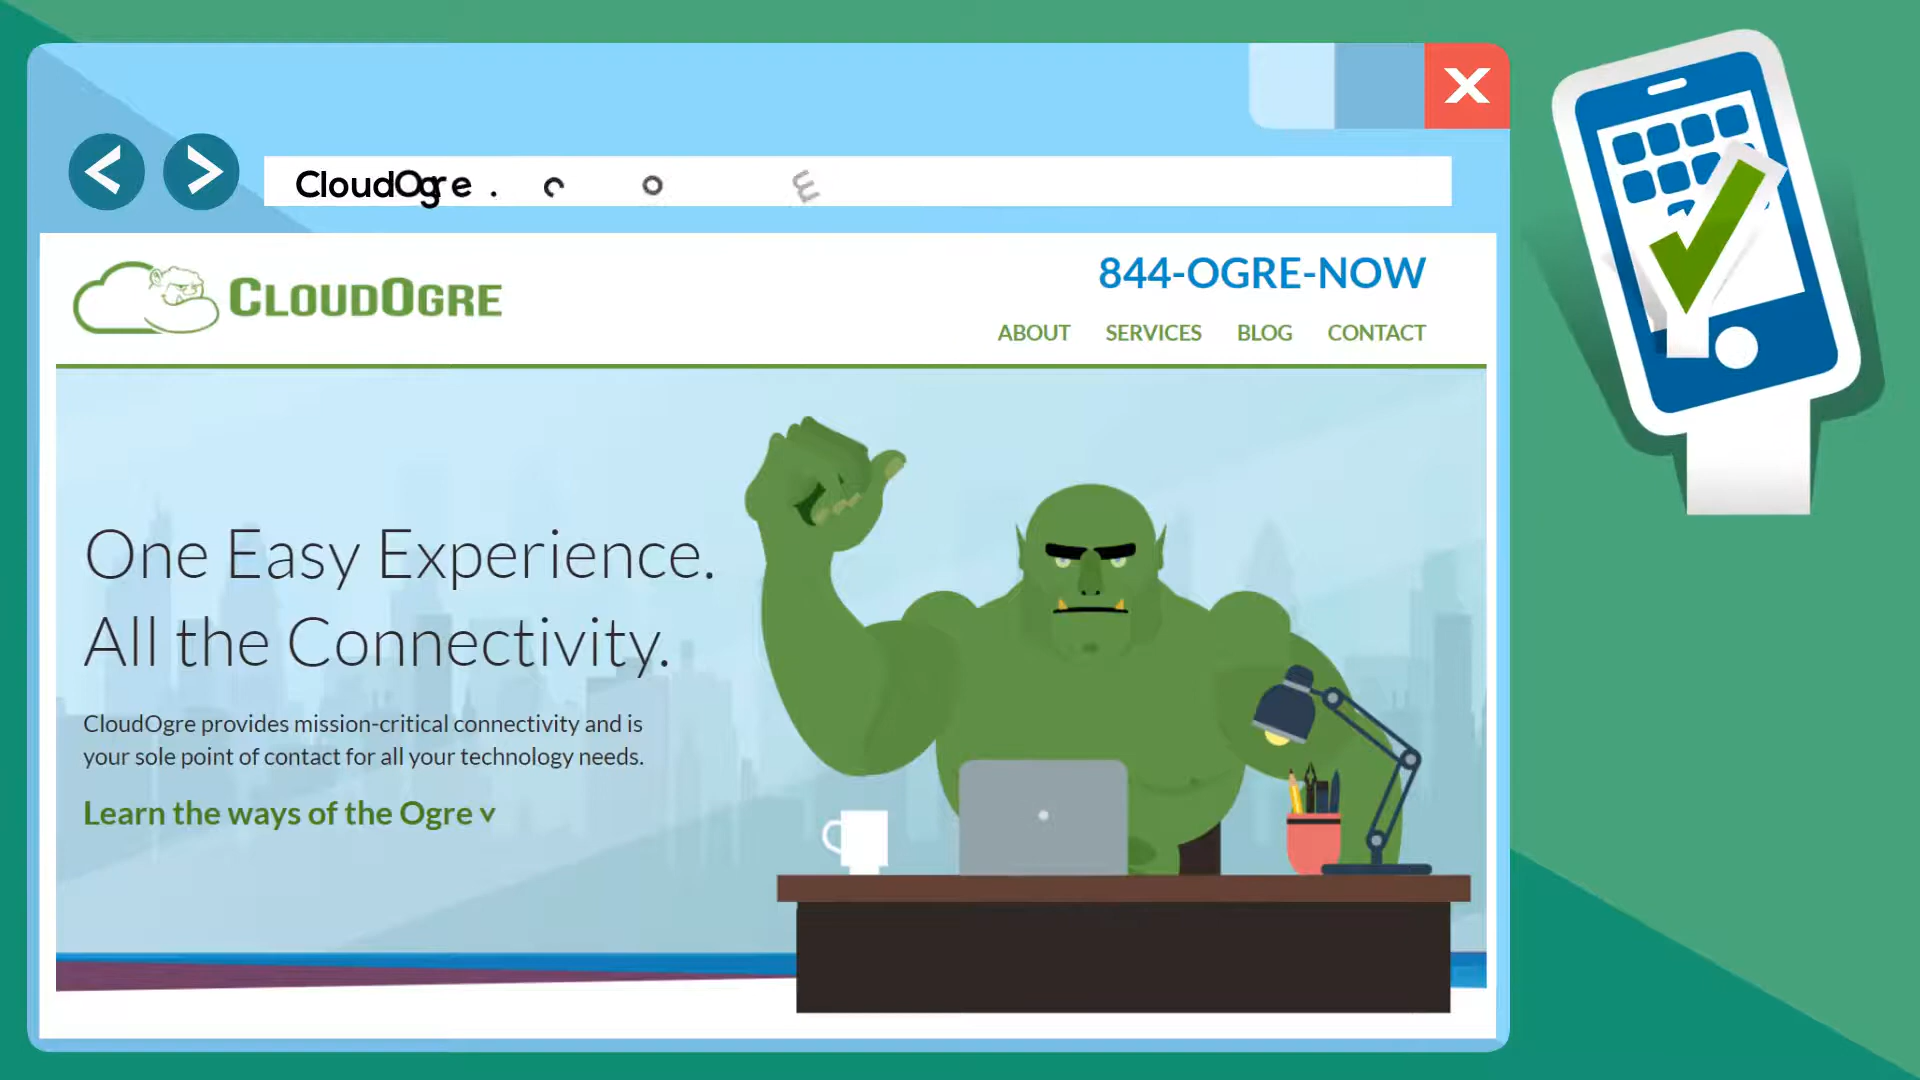 CloudOgre . c o m
CLOUDOGRE
844-OGRE-NOW
ABOUT SERVICES BLOG CONTACT
One Easy Experience.
All the Connectivity.
CloudOgre provides mission-critical connectivity and is
your sole point of contact for all your technology needs.
Learn the ways of the Ogre v